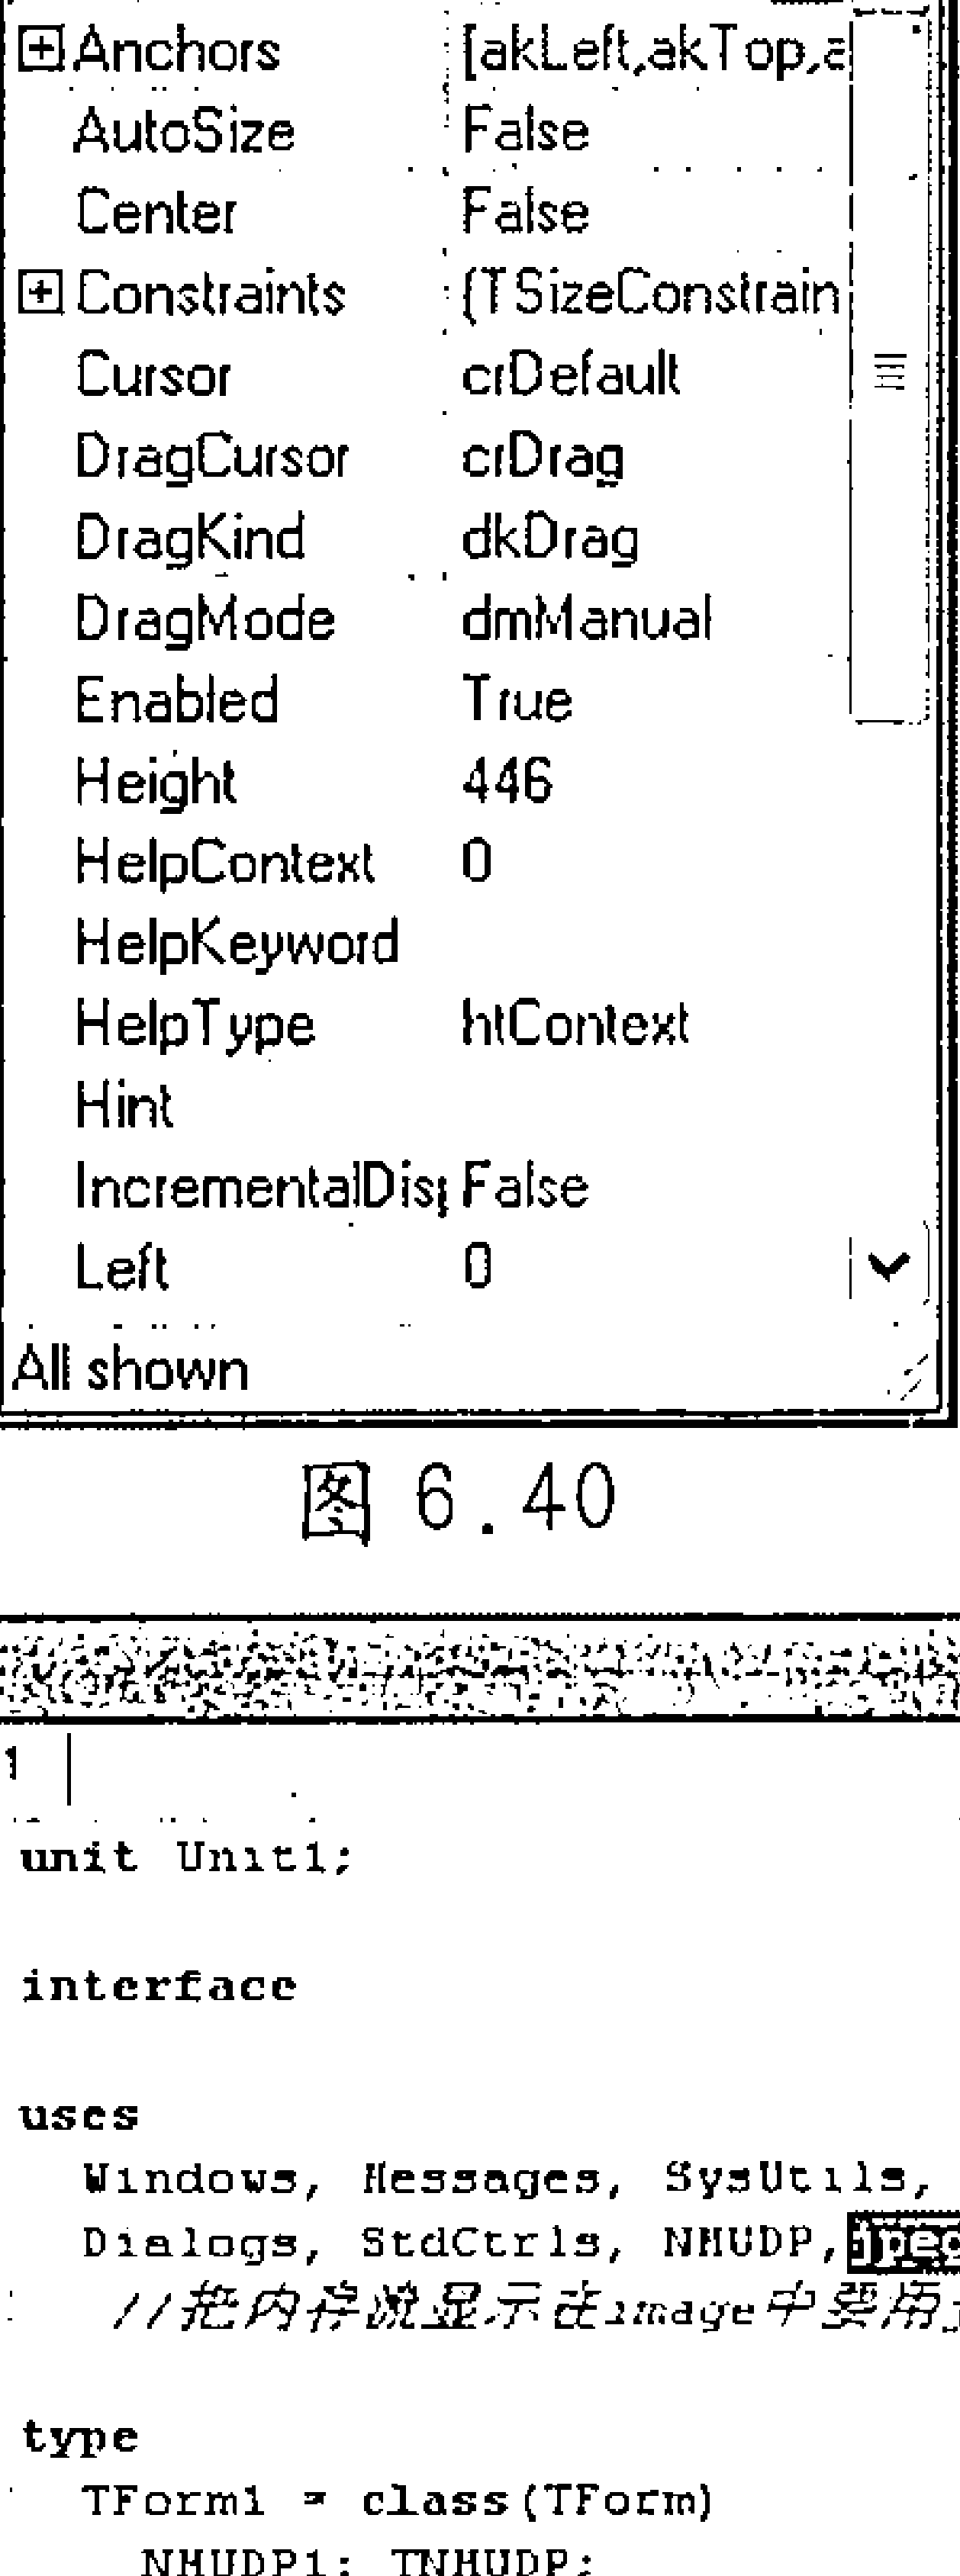 Anchors [akLeft,akTop,a
AutoSize False
Center False
Constraints (TSizeConstrain
Cursor crDefault
DragCursor crDrag
DragKind dkDrag
DragMode dmManual
Enabled True
Height 446
HelpContext 0
HelpKeyword
HelpType htContext
Hint
IncrementalDisp False
Left 0
All shown
图 6.40
1
unit Unit1;
interface
uses
Windows, Messages, SysUtils,
Dialogs, StdCtrls, NMUDP, jpeg
//把内存流显示在image中要用j
type
TForm1 = class(TForm)
NMUDP1: TNMUDP;